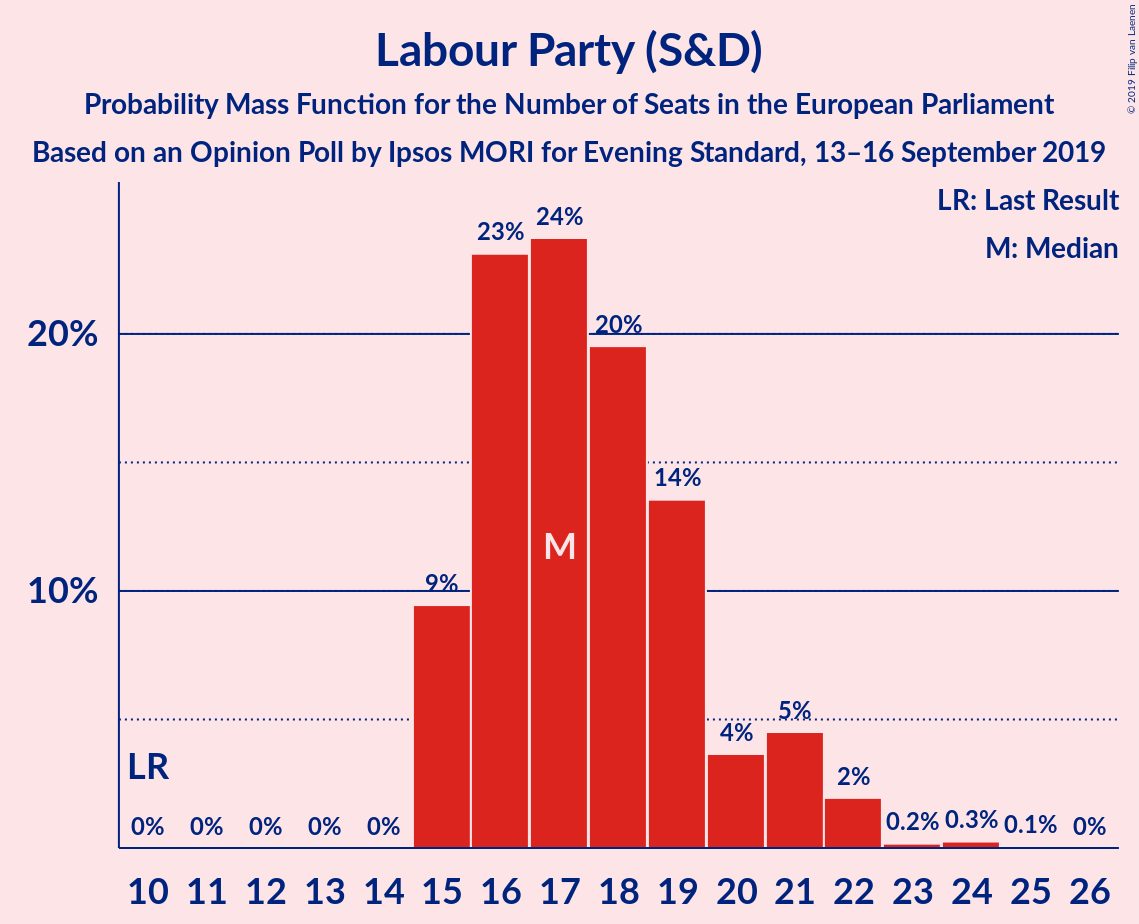 Labour Party (S&D)
Probability Mass Function for the Number of Seats in the European Parliament
Based on an Opinion Poll by Ipsos MORI for Evening Standard, 13–16 September 2019
© 2019 Filip van Laenen
LR: Last Result
M: Median
20%
10%
LR
M
0% 0% 0% 0% 0% 9% 23% 24% 20% 14% 4% 5% 2% 0.2% 0.3% 0.1% 0%
10 11 12 13 14 15 16 17 18 19 20 21 22 23 24 25 26